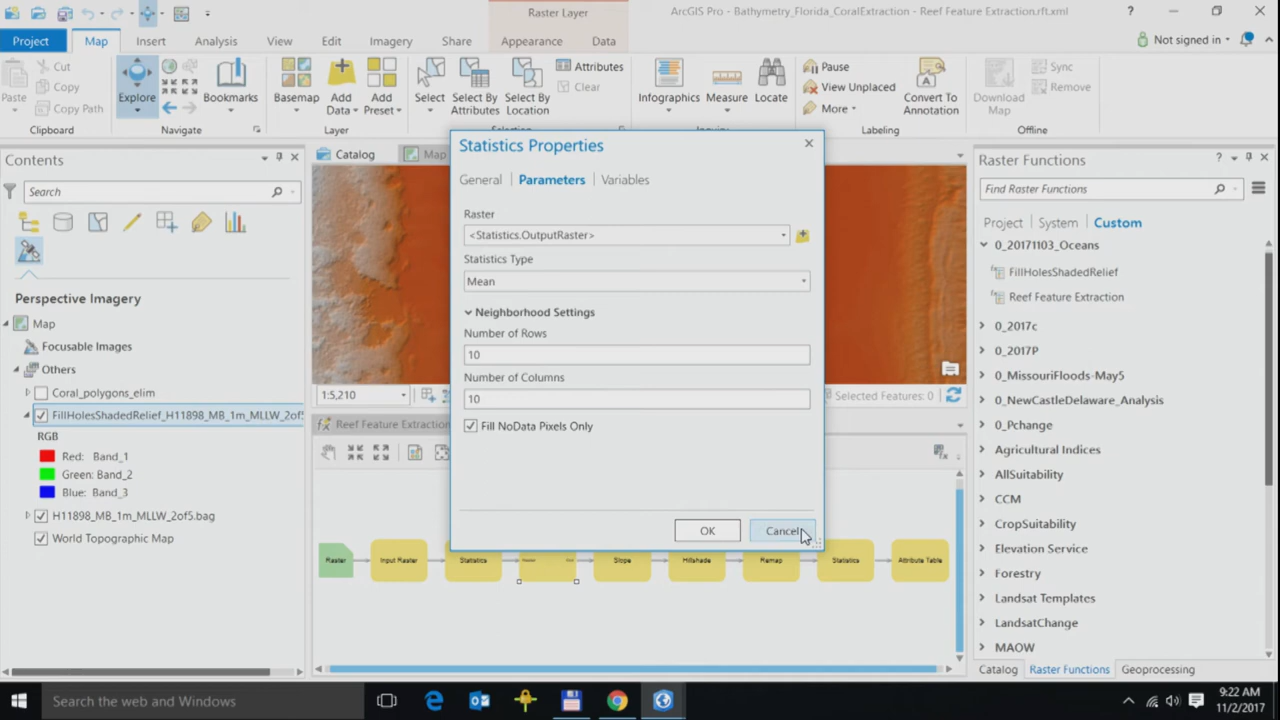 Raster Layer
ArcGIS Pro - Bathymetry_Florida_CoralExtraction - Reef Feature Extraction.rft.xml
Project
Map
Insert
Analysis
View
Edit
Imagery
Share
Appearance
Data
Not signed in
Paste
Cut
Copy
Copy Path
Clipboard
Explore
Bookmarks
Navigate
Basemap
Add Data
Add Preset
Layer
Select
Select By Attributes
Select By Location
Attributes
Clear
Infographics
Measure
Locate
Pause
View Unplaced
More
Convert To Annotation
Labeling
Sync
Remove
Download Map
Offline
Contents
Search
Perspective Imagery
Map
Focusable Images
Others
Coral_polygons_elim
FillHolesShadedRelief_H11898_MB_1m_MLLW_2of5
RGB
Red: Band_1
Green: Band_2
Blue: Band_3
H11898_MB_1m_MLLW_2of5.bag
World Topographic Map
Catalog
Map
1:5,210
Selected Features: 0
Reef Feature Extraction
Statistics Properties
General
Parameters
Variables
Raster
<Statistics.OutputRaster>
Statistics Type
Mean
Neighborhood Settings
Number of Rows
10
Number of Columns
10
Fill NoData Pixels Only
OK
Cancel
Raster
Input Raster
Statistics
Slope
Hillshade
Remap
Statistics
Attribute Table
Raster Functions
Find Raster Functions
Project
System
Custom
0_20171103_Oceans
FillHolesShadedRelief
Reef Feature Extraction
0_2017c
0_2017P
0_MissouriFloods-May5
0_NewCastleDelaware_Analysis
0_Pchange
Agricultural Indices
AllSuitability
CCM
CropSuitability
Elevation Service
Forestry
Landsat Templates
LandsatChange
MAOW
Catalog
Raster Functions
Geoprocessing
Search the web and Windows
9:22 AM
11/2/2017